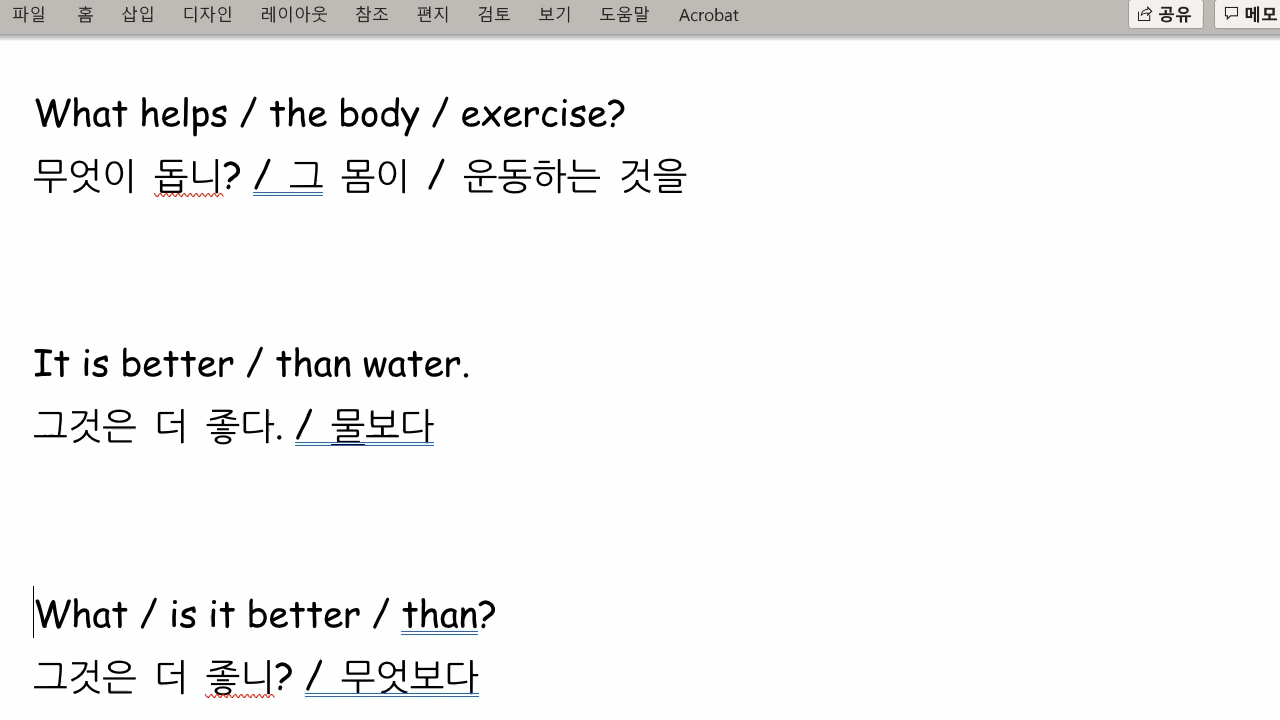 파일 홈 삽입 디자인 레이아웃 참조 편지 검토 보기 도움말 Acrobat 공유 메모
What helps / the body / exercise?
무엇이 돕니? / 그 몸이 / 운동하는 것을
It is better / than water.
그것은 더 좋다. / 물보다
What / is it better / than?
그것은 더 좋니? / 무엇보다